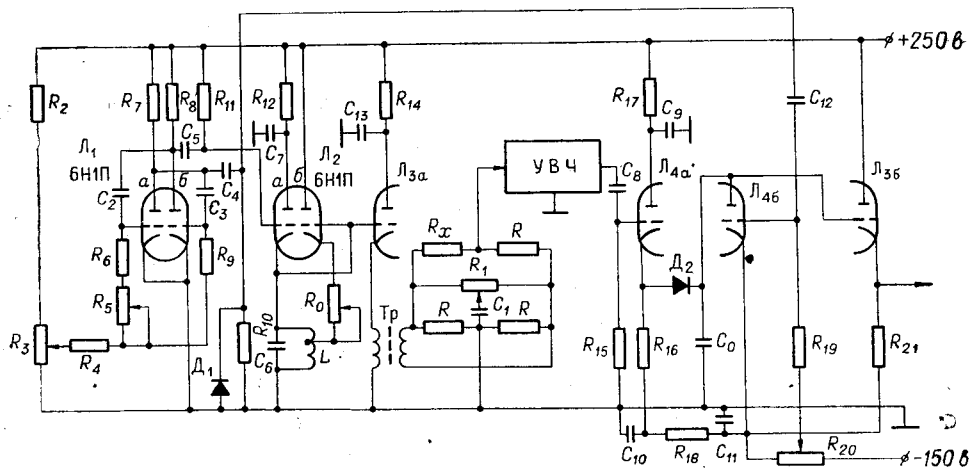 +250 в
R2
R7
R8
R11
R12
C13
R14
R17
C9
C12
Л1
6Н1П
C5
C7
Л2
6Н1П
Л3а
УВЧ
C8
Л4а
Л4б
Л3б
а
б
C4
а
б
C2
C3
R6
R9
Rx
R
Д2
R5
R0
R1
C1
R10
Тр
R
R
R3
R4
Д1
C6
L
R15
R16
C0
R19
R21
C10
R18
C11
R20
-150 в